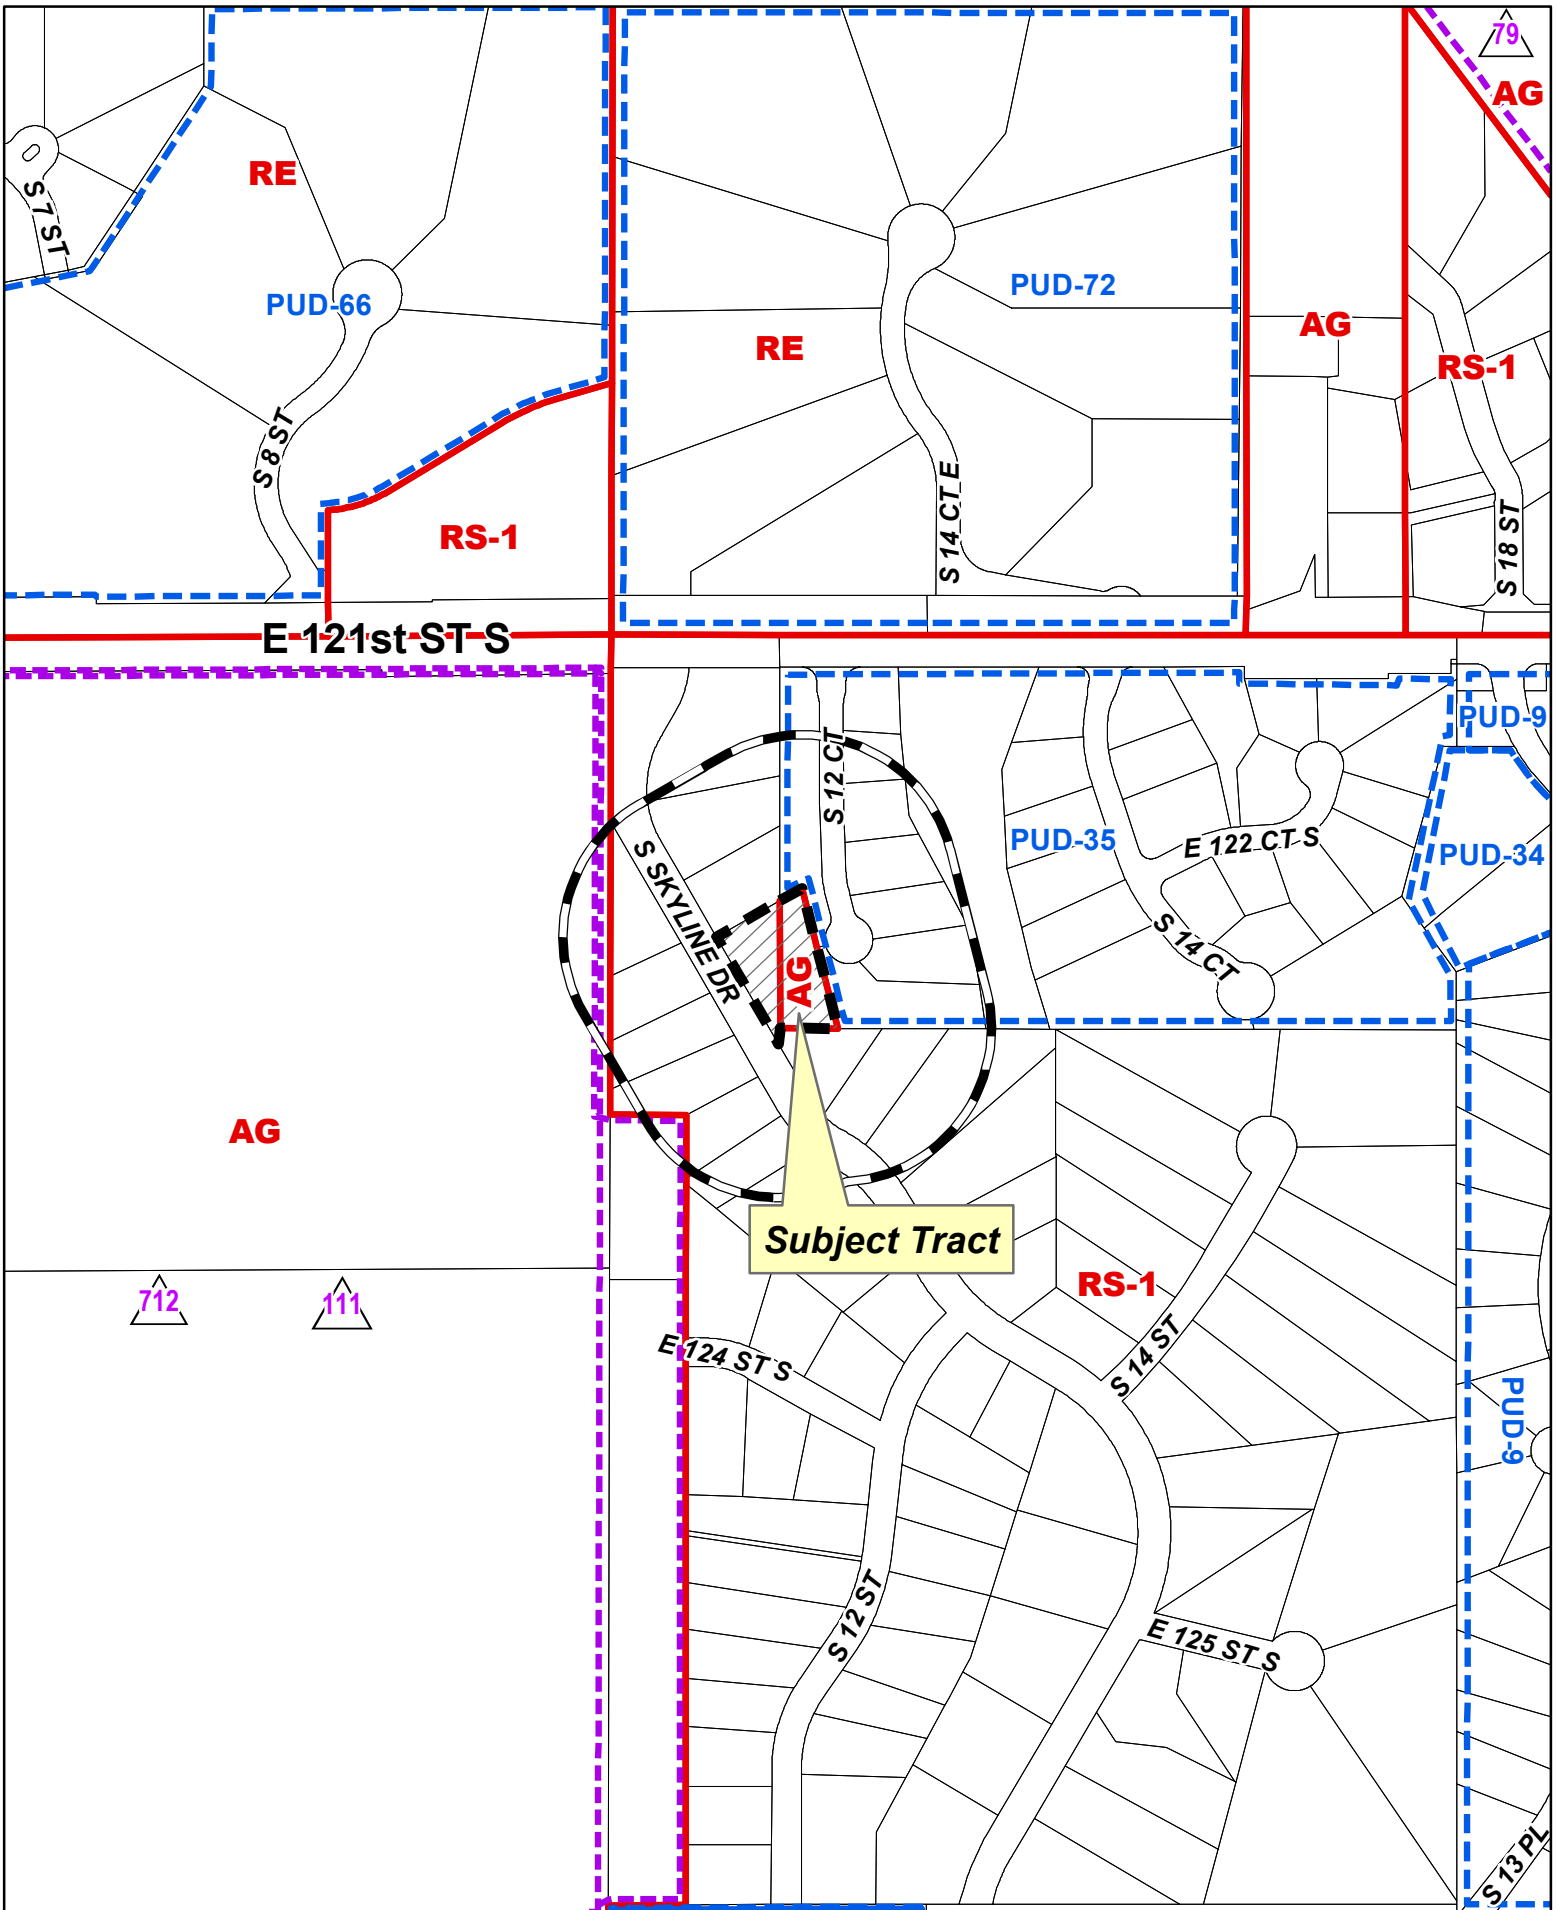 79
AG
RE
S 7 ST
PUD-66
PUD-72
AG
RE
RS-1
S 8 ST
S 14 CT E
S 18 ST
RS-1
E 121st ST S
PUD-9
S 12 CT
PUD-35
E 122 CT S
PUD-34
S SKYLINE DR
S 14 CT
AG
AG
Subject Tract
RS-1
712
111
E 124 ST S
S 14 ST
PUD-9
S 12 ST
E 125 ST S
S 13 PL